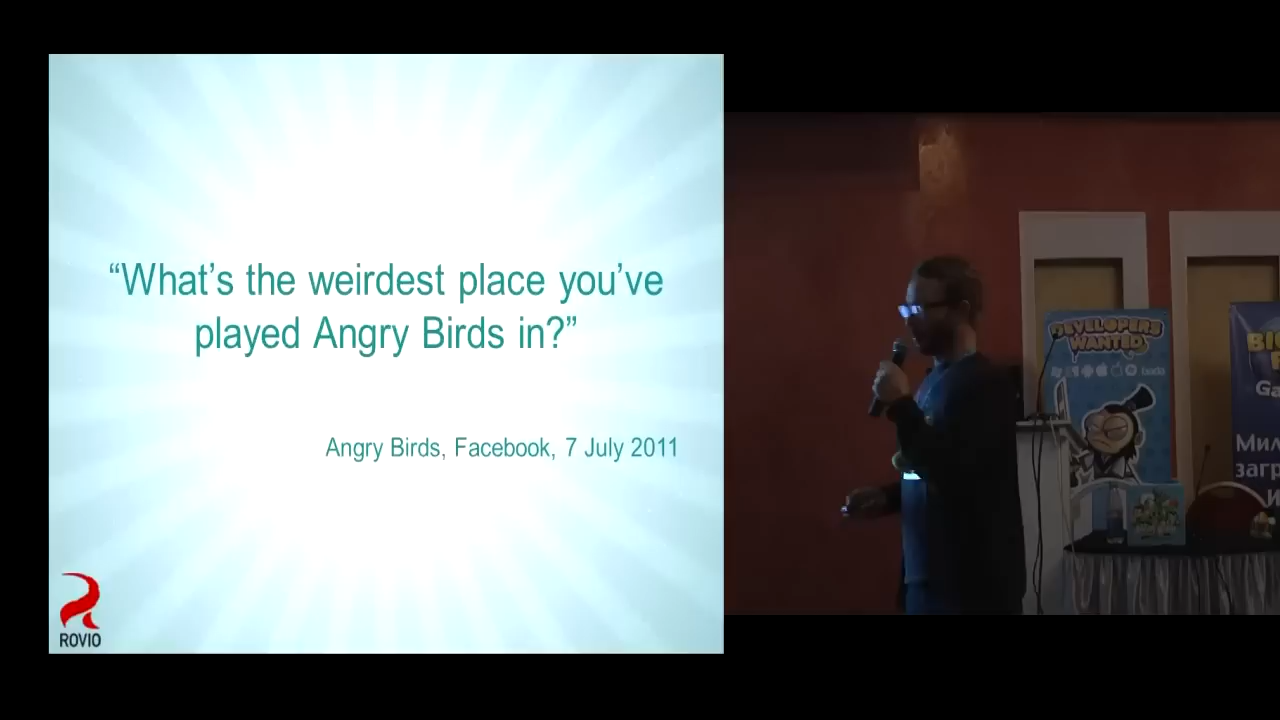 “What’s the weirdest place you’ve
played Angry Birds in?”
Angry Birds, Facebook, 7 July 2011
ROVIO
DEVELOPERS
WANTED
bada
BIG
Ga
Мил
загр
И